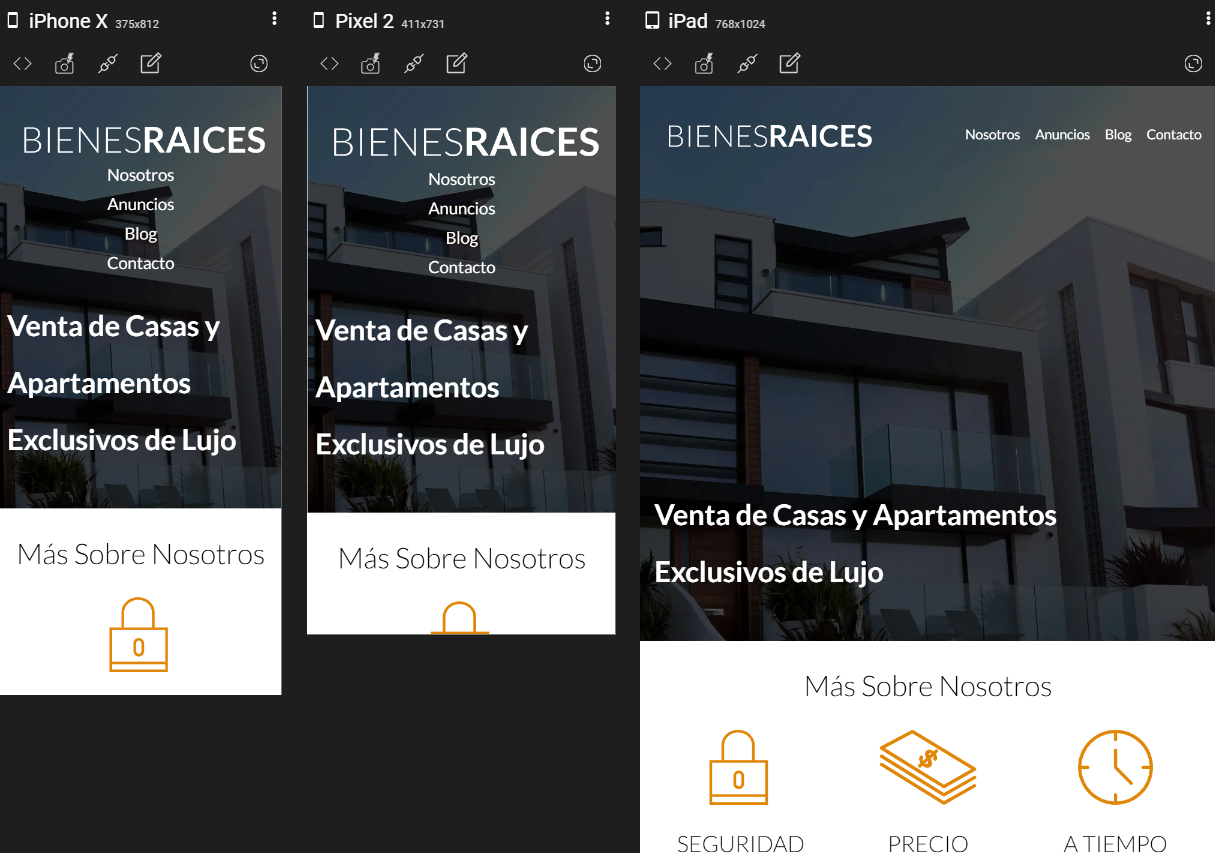 iPhone X 375x812
BIENESRAICES
Nosotros
Anuncios
Blog
Contacto
Venta de Casas y
Apartamentos
Exclusivos de Lujo
Más Sobre Nosotros
Pixel 2 411x731
BIENESRAICES
Nosotros
Anuncios
Blog
Contacto
Venta de Casas y
Apartamentos
Exclusivos de Lujo
Más Sobre Nosotros
iPad 768x1024
BIENESRAICES
Nosotros Anuncios Blog Contacto
Venta de Casas y Apartamentos
Exclusivos de Lujo
Más Sobre Nosotros
SEGURIDAD PRECIO A TIEMPO